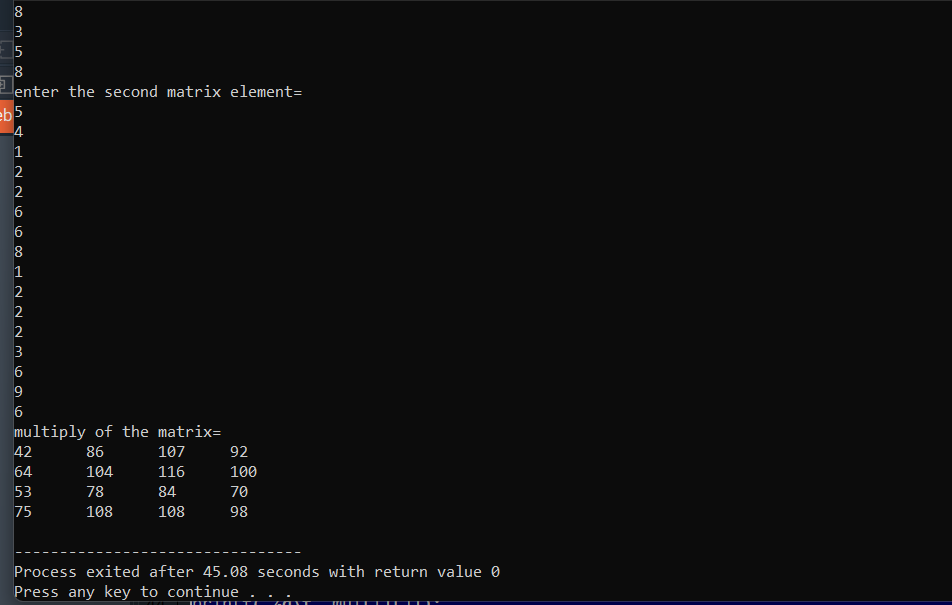 8
3
5
8
enter the second matrix element=
5
4
1
2
2
6
6
8
1
2
2
2
3
6
9
6
multiply of the matrix=
42 86 107 92
64 104 116 100
53 78 84 70
75 108 108 98
--------------------------------
Process exited after 45.08 seconds with return value 0
Press any key to continue . . .